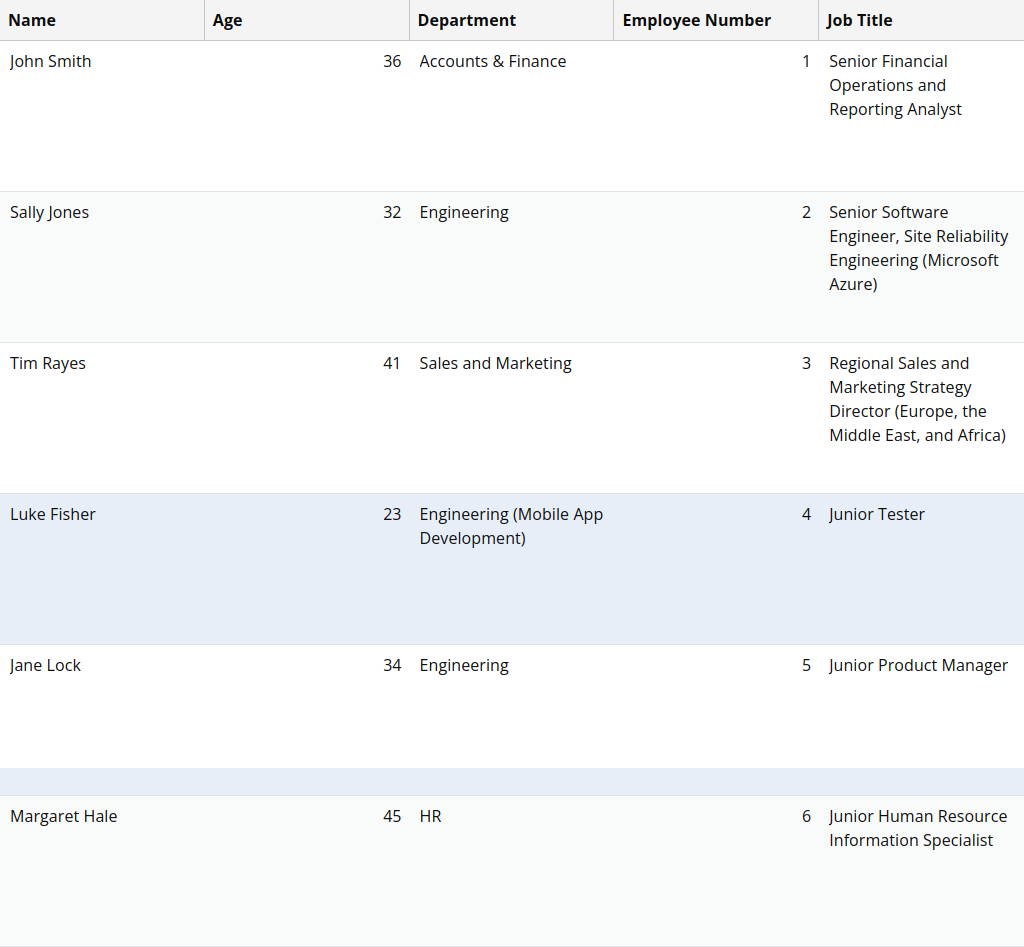 Name Age Department Employee Number Job Title
John Smith 36 Accounts & Finance 1 Senior Financial
Operations and
Reporting Analyst
Sally Jones 32 Engineering 2 Senior Software
Engineer, Site Reliability
Engineering (Microsoft
Azure)
Tim Rayes 41 Sales and Marketing 3 Regional Sales and
Marketing Strategy
Director (Europe, the
Middle East, and Africa)
Luke Fisher 23 Engineering (Mobile App 4 Junior Tester
Development)
Jane Lock 34 Engineering 5 Junior Product Manager
Margaret Hale 45 HR 6 Junior Human Resource
Information Specialist